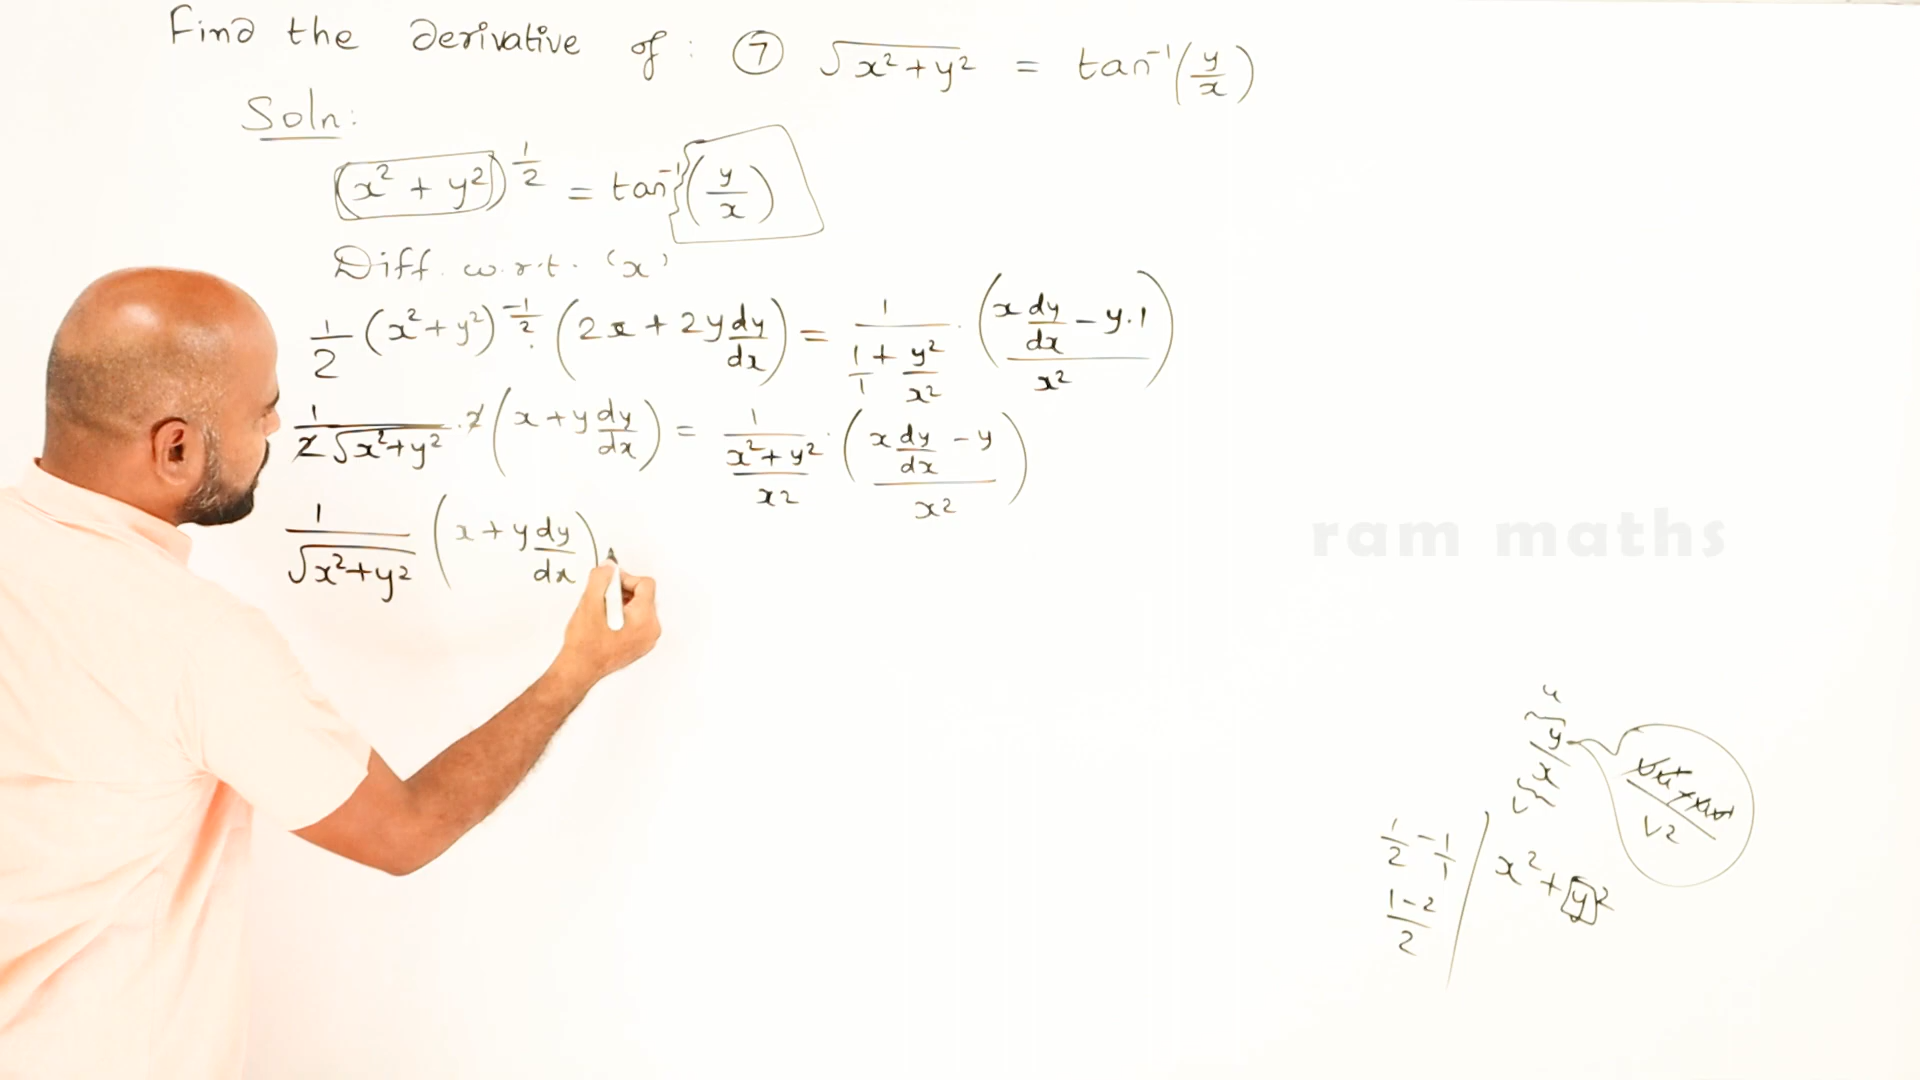 Find the derivative of : ⑦ √x²+y² = tan⁻¹(y/x)
Soln:
(x² + y²)^1/2 = tan⁻¹(y/x)
Diff. w.r.t. 'x'
1/2 (x²+y²)^-1/2 . (2x + 2y dy/dx) = 1/(1/1 + y²/x²) . ((x dy/dx - y.1)/x²)
1/(2√x²+y²) . 2 (x + y dy/dx) = 1/((x²+y²)/x²) . ((x dy/dx - y)/x²)
1/√x²+y² (x + y dy/dx)
ram maths
u
y/x
v
v2
1/2 - 1/1
x² + y²
1-2/2